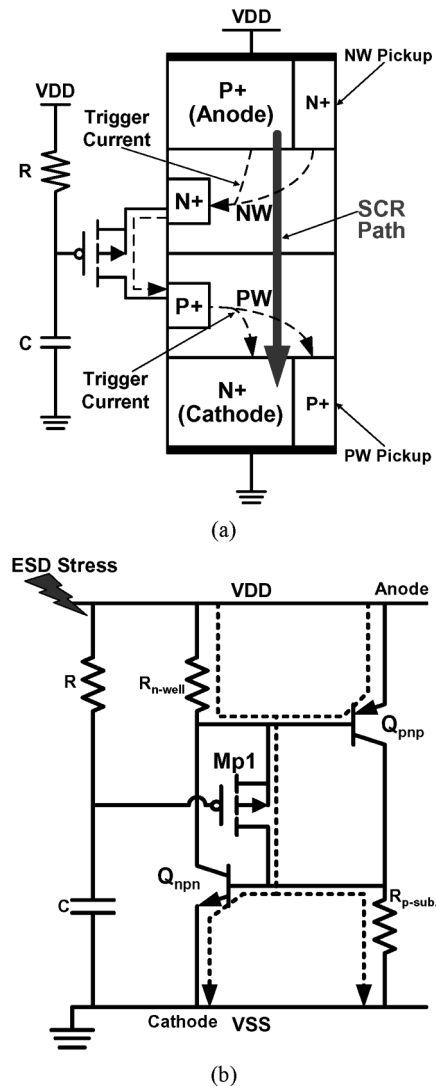 VDD
NW Pickup
VDD
P+
(Anode)
N+
Trigger
Current
R
N+
NW
SCR
Path
P+
PW
C
Trigger
Current
N+
(Cathode)
P+
PW Pickup
(a)
ESD Stress
VDD
Anode
R
Rn-well
Qpnp
Mp1
Qnpn
C
Rp-sub.
Cathode
VSS
(b)